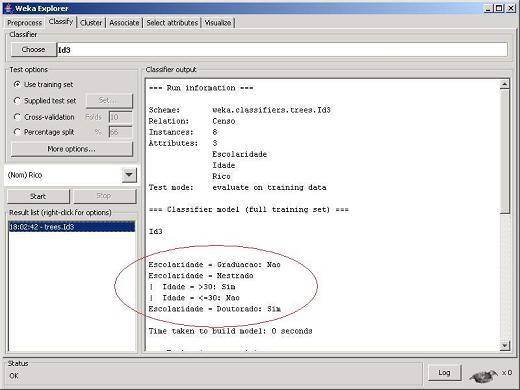 Weka Explorer
Preprocess Classify Cluster Associate Select attributes Visualize
Classifier
Choose Id3
Test options
Use training set
Supplied test set Set...
Cross-validation Folds 10
Percentage split % 66
More options...
(Nom) Rico
Start Stop
Result list (right-click for options)
18:02:42 - trees.Id3
Classifier output
=== Run information ===
Scheme: weka.classifiers.trees.Id3
Relation: Censo
Instances: 8
Attributes: 3
Escolaridade
Idade
Rico
Test mode: evaluate on training data
=== Classifier model (full training set) ===
Id3
Escolaridade = Graduacao: Nao
Escolaridade = Mestrado
| Idade = >30: Sim
| Idade = <=30: Nao
Escolaridade = Doutorado: Sim
Time taken to build model: 0 seconds
Status
OK
Log
x 0